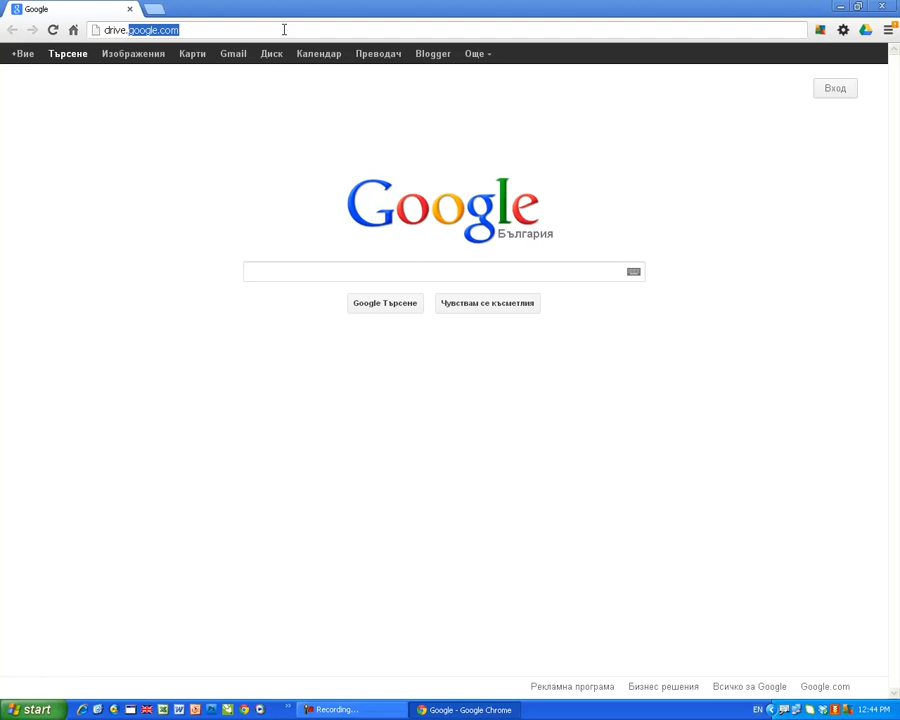 Google
drive.google.com
+Вие Търсене Изображения Карти Gmail Диск Календар Преводач Blogger Още
Вход
Google
България
Google Търсене Чувствам се късметлия
Рекламна програма Бизнес решения Всичко за Google Google.com
start Recording... Google - Google Chrome EN 12:44 PM